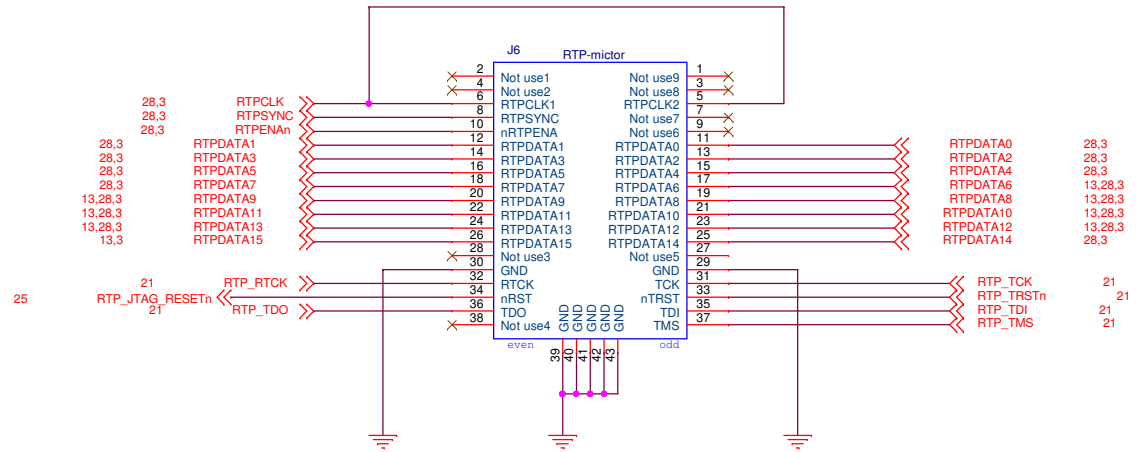 J6
RTP-mictor
2 Not use1 Not use9 1
4 Not use2 Not use8 3
28,3 RTPCLK 6 RTPCLK1 RTPCLK2 5
28,3 RTPSYNC 8 RTPSYNC Not use7 7
28,3 RTPENAn 10 nRTPENA Not use6 9
28,3 RTPDATA1 12 RTPDATA1 RTPDATA0 11 RTPDATA0 28,3
28,3 RTPDATA3 14 RTPDATA3 RTPDATA2 13 RTPDATA2 28,3
28,3 RTPDATA5 16 RTPDATA5 RTPDATA4 15 RTPDATA4 28,3
28,3 RTPDATA7 18 RTPDATA7 RTPDATA6 17 RTPDATA6 13,28,3
13,28,3 RTPDATA9 20 RTPDATA9 RTPDATA8 19 RTPDATA8 13,28,3
13,28,3 RTPDATA11 22 RTPDATA11 RTPDATA10 21 RTPDATA10 13,28,3
13,28,3 RTPDATA13 24 RTPDATA13 RTPDATA12 23 RTPDATA12 13,28,3
13,3 RTPDATA15 26 RTPDATA15 RTPDATA14 25 RTPDATA14 28,3
28 Not use3 Not use5 27
30 GND GND 29
21 RTP_RTCK 32 RTCK TCK 31 RTP_TCK 21
25 RTP_JTAG_RESETn 34 nRST nTRST 33 RTP_TRSTn 21
21 RTP_TDO 36 TDO TDI 35 RTP_TDI 21
38 Not use4 TMS 37 RTP_TMS 21
GND GND GND GND GND
even odd
39 40 41 42 43